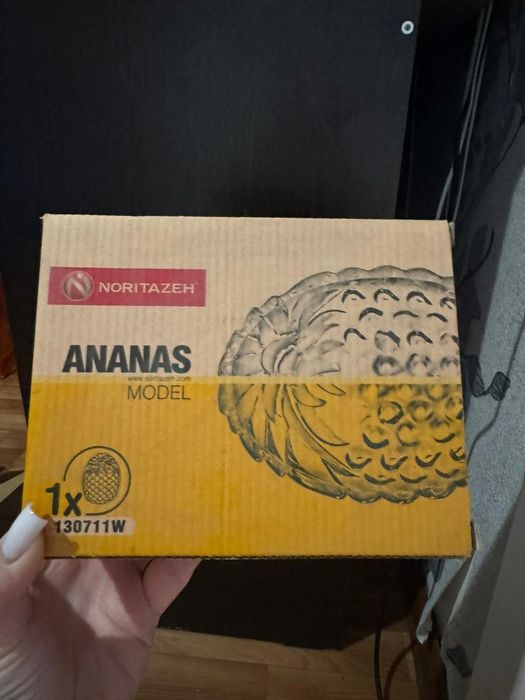 NORITAZEH
ANANAS
www.noritazeh.com
MODEL
1x
130711W